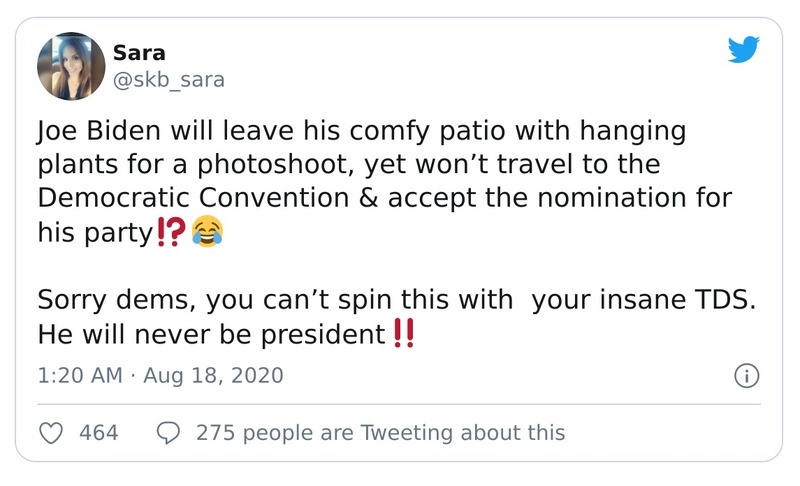 Sara
@skb_sara
Joe Biden will leave his comfy patio with hanging
plants for a photoshoot, yet won’t travel to the
Democratic Convention & accept the nomination for
his party⁉️😂
Sorry dems, you can’t spin this with  your insane TDS.
He will never be president‼️
1:20 AM · Aug 18, 2020
464
275 people are Tweeting about this